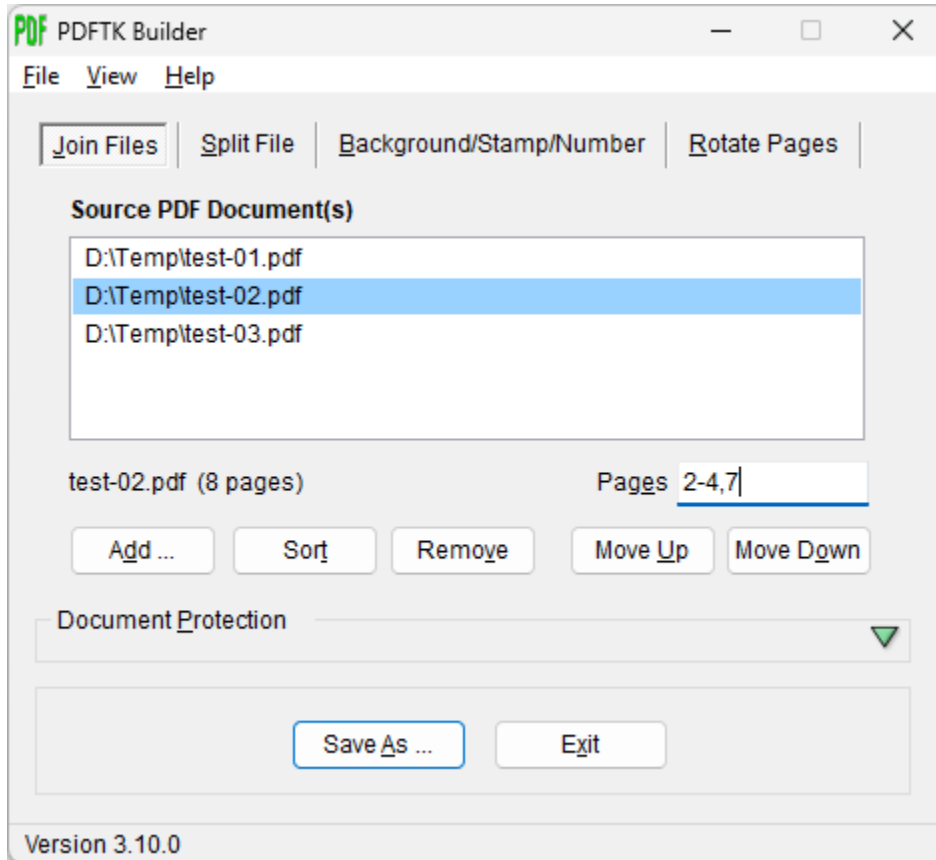 PDF PDFTK Builder
File View Help
Join Files Split File Background/Stamp/Number Rotate Pages
Source PDF Document(s)
D:\Temp\test-01.pdf
D:\Temp\test-02.pdf
D:\Temp\test-03.pdf
test-02.pdf (8 pages) Pages 2-4,7
Add ... Sort Remove Move Up Move Down
Document Protection
Save As ... Exit
Version 3.10.0